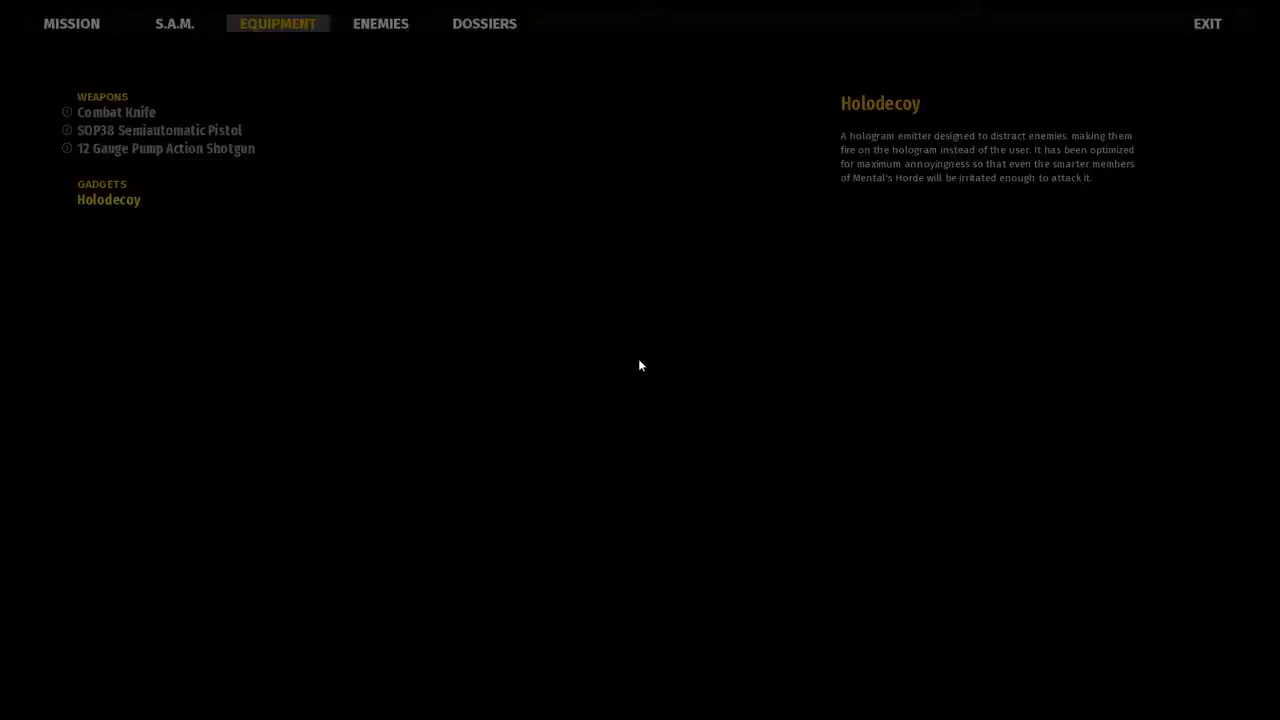 MISSION S.A.M. EQUIPMENT ENEMIES DOSSIERS EXIT
WEAPONS
Combat Knife
SOP38 Semiautomatic Pistol
12 Gauge Pump Action Shotgun
GADGETS
Holodecoy
Holodecoy
A hologram emitter designed to distract enemies, making them
fire on the hologram instead of the user. It has been optimized
for maximum annoyingness so that even the smarter members
of Mental's Horde will be irritated enough to attack it.